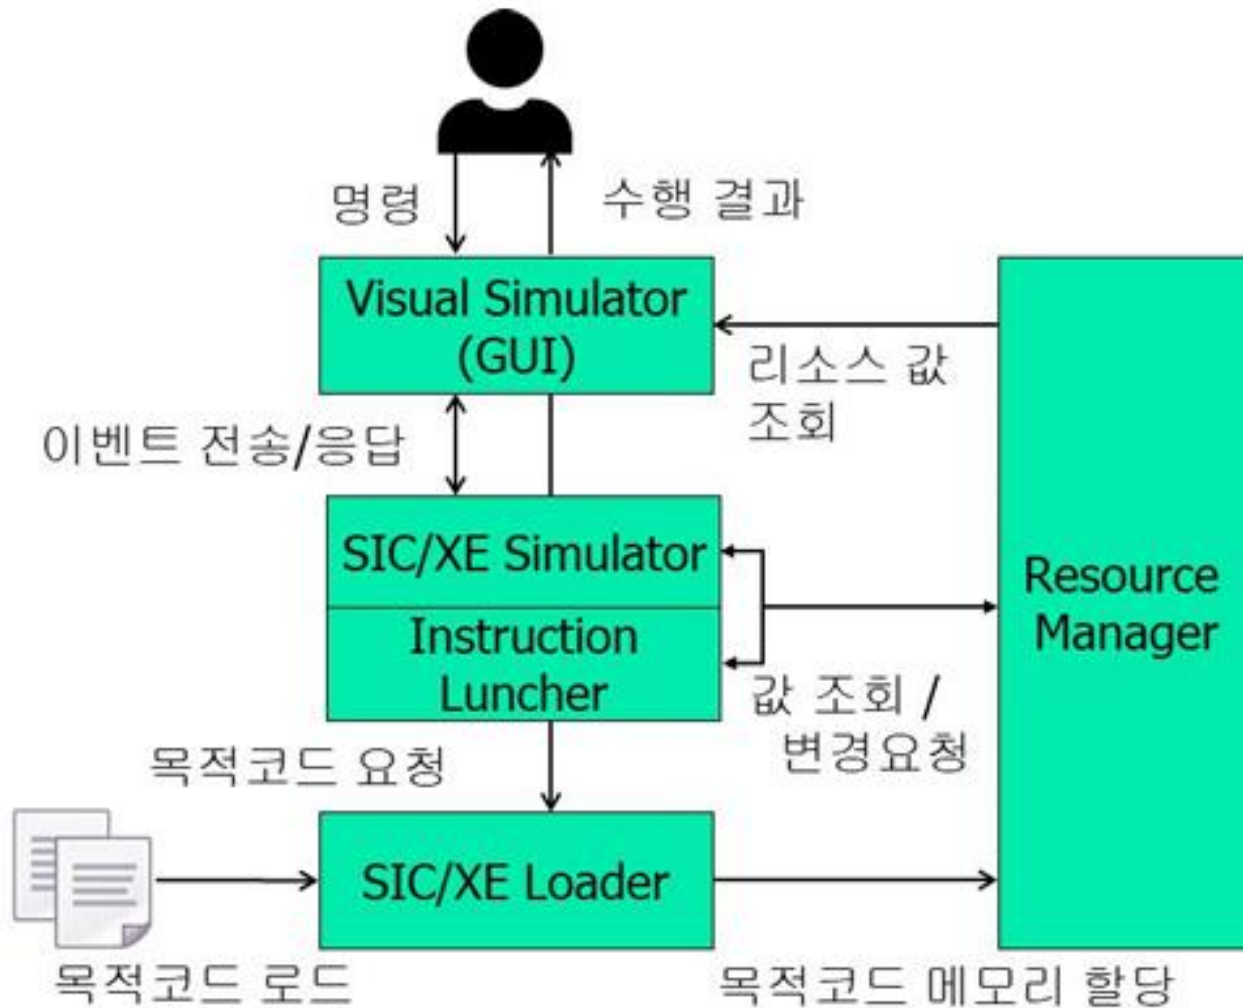 명령
수행 결과
Visual Simulator
(GUI)
리소스 값
조회
이벤트 전송/응답
SIC/XE Simulator
Instruction
Luncher
Resource
Manager
값 조회 /
변경요청
목적코드 요청
SIC/XE Loader
목적코드 로드
목적코드 메모리 할당